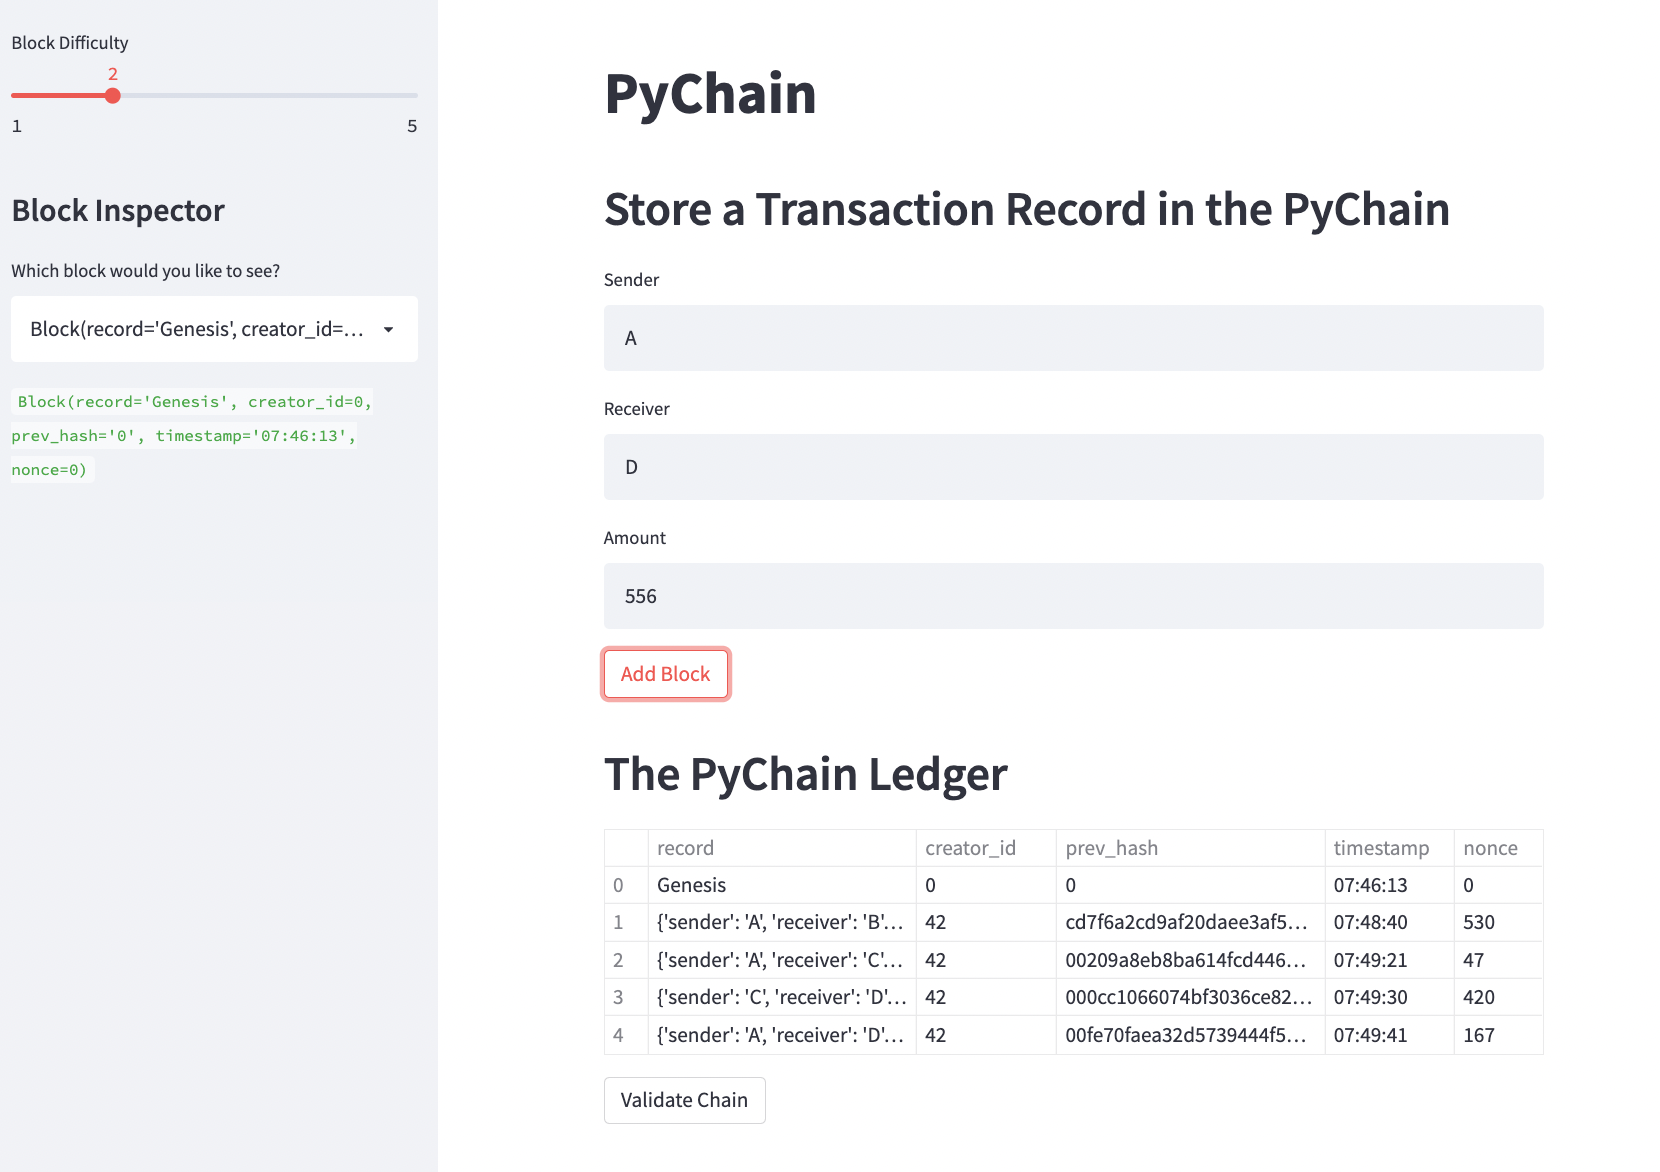 Block Difficulty
2
1 5
Block Inspector
Which block would you like to see?
Block(record='Genesis', creator_id=...
Block(record='Genesis', creator_id=0,
prev_hash='0', timestamp='07:46:13',
nonce=0)
PyChain
Store a Transaction Record in the PyChain
Sender
A
Receiver
D
Amount
556
Add Block
The PyChain Ledger
record creator_id prev_hash timestamp nonce
0 Genesis 0 0 07:46:13 0
1 {'sender': 'A', 'receiver': 'B'... 42 cd7f6a2cd9af20daee3af5... 07:48:40 530
2 {'sender': 'A', 'receiver': 'C'... 42 00209a8eb8ba614fcd446... 07:49:21 47
3 {'sender': 'C', 'receiver': 'D'... 42 000cc1066074bf3036ce82... 07:49:30 420
4 {'sender': 'A', 'receiver': 'D'... 42 00fe70faea32d5739444f5... 07:49:41 167
Validate Chain